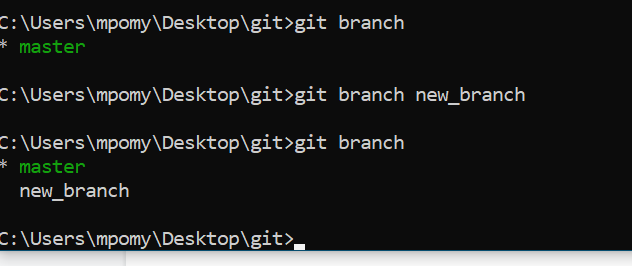 C:\Users\mpomy\Desktop\git>git branch
* master
C:\Users\mpomy\Desktop\git>git branch new_branch
C:\Users\mpomy\Desktop\git>git branch
* master
new_branch
C:\Users\mpomy\Desktop\git>